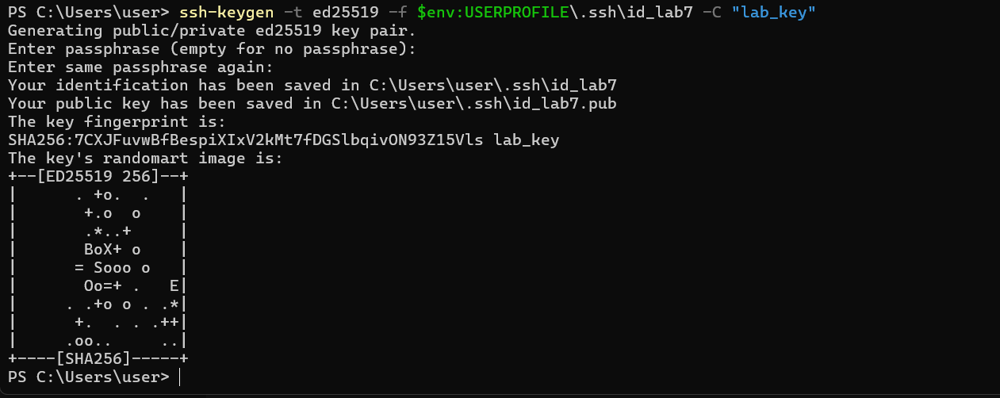 PS C:\Users\user> ssh-keygen -t ed25519 -f $env:USERPROFILE\.ssh\id_lab7 -C "lab_key"
Generating public/private ed25519 key pair.
Enter passphrase (empty for no passphrase):
Enter same passphrase again:
Your identification has been saved in C:\Users\user\.ssh\id_lab7
Your public key has been saved in C:\Users\user\.ssh\id_lab7.pub
The key fingerprint is:
SHA256:7CXJFuvwBfBespiXIxV2kMt7fDGSlbqivON93Z15Vls lab_key
The key's randomart image is:
+--[ED25519 256]--+
|      . +o.  .   |
|       +.o  o    |
|       .*..+     |
|       BoX+ o    |
|      = Sooo o   |
|       Oo=+ .   E|
|     . .+o o . .*|
|      +.  . . .++|
|     .oo..     ..|
+----[SHA256]-----+
PS C:\Users\user>